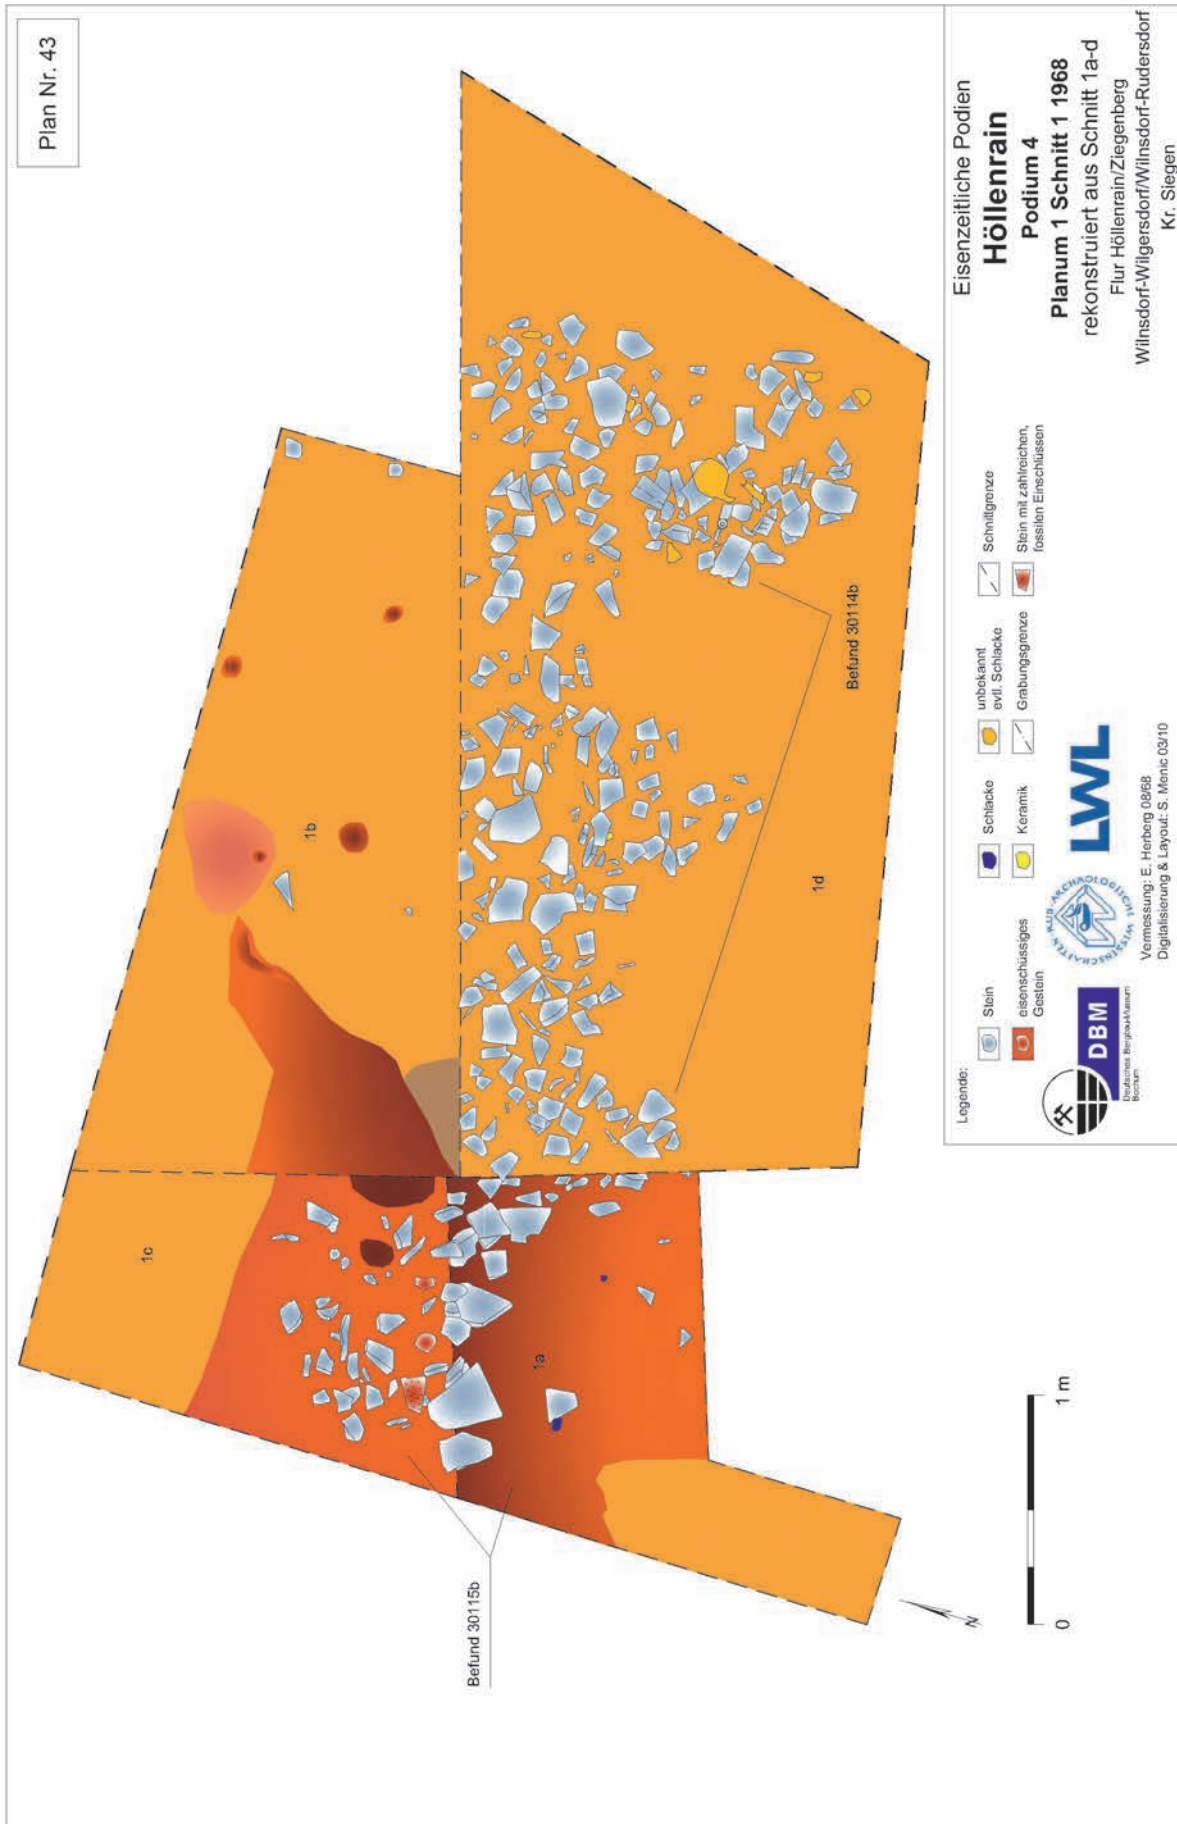 Plan Nr. 43
1c
1b
1a
1d
Befund 30115b
Befund 30114b
N
0
1 m
Eisenzeitliche Podien
Höllenrain
Podium 4
Planum 1 Schnitt 1 1968
rekonstruiert aus Schnitt 1a-d
Flur Höllenrain/Ziegenberg
Wilnsdorf-Wilgersdorf/Wilnsdorf-Rudersdorf
Kr. Siegen
Legende:
Stein
Schlacke
unbekannt
evtl. Schlacke
Schnittgrenze
eisenschüssiges
Gestein
Keramik
Grabungsgrenze
Stein mit zahlreichen,
fossilen Einschlüssen
DBM
Deutsches Bergbau-Museum
Bochum
ARCHÄOLOGISCHE WISSENSCHAFTEN
LWL
Vermessung: E. Herberg 08/68
Digitalisierung & Layout: S. Menic 03/10